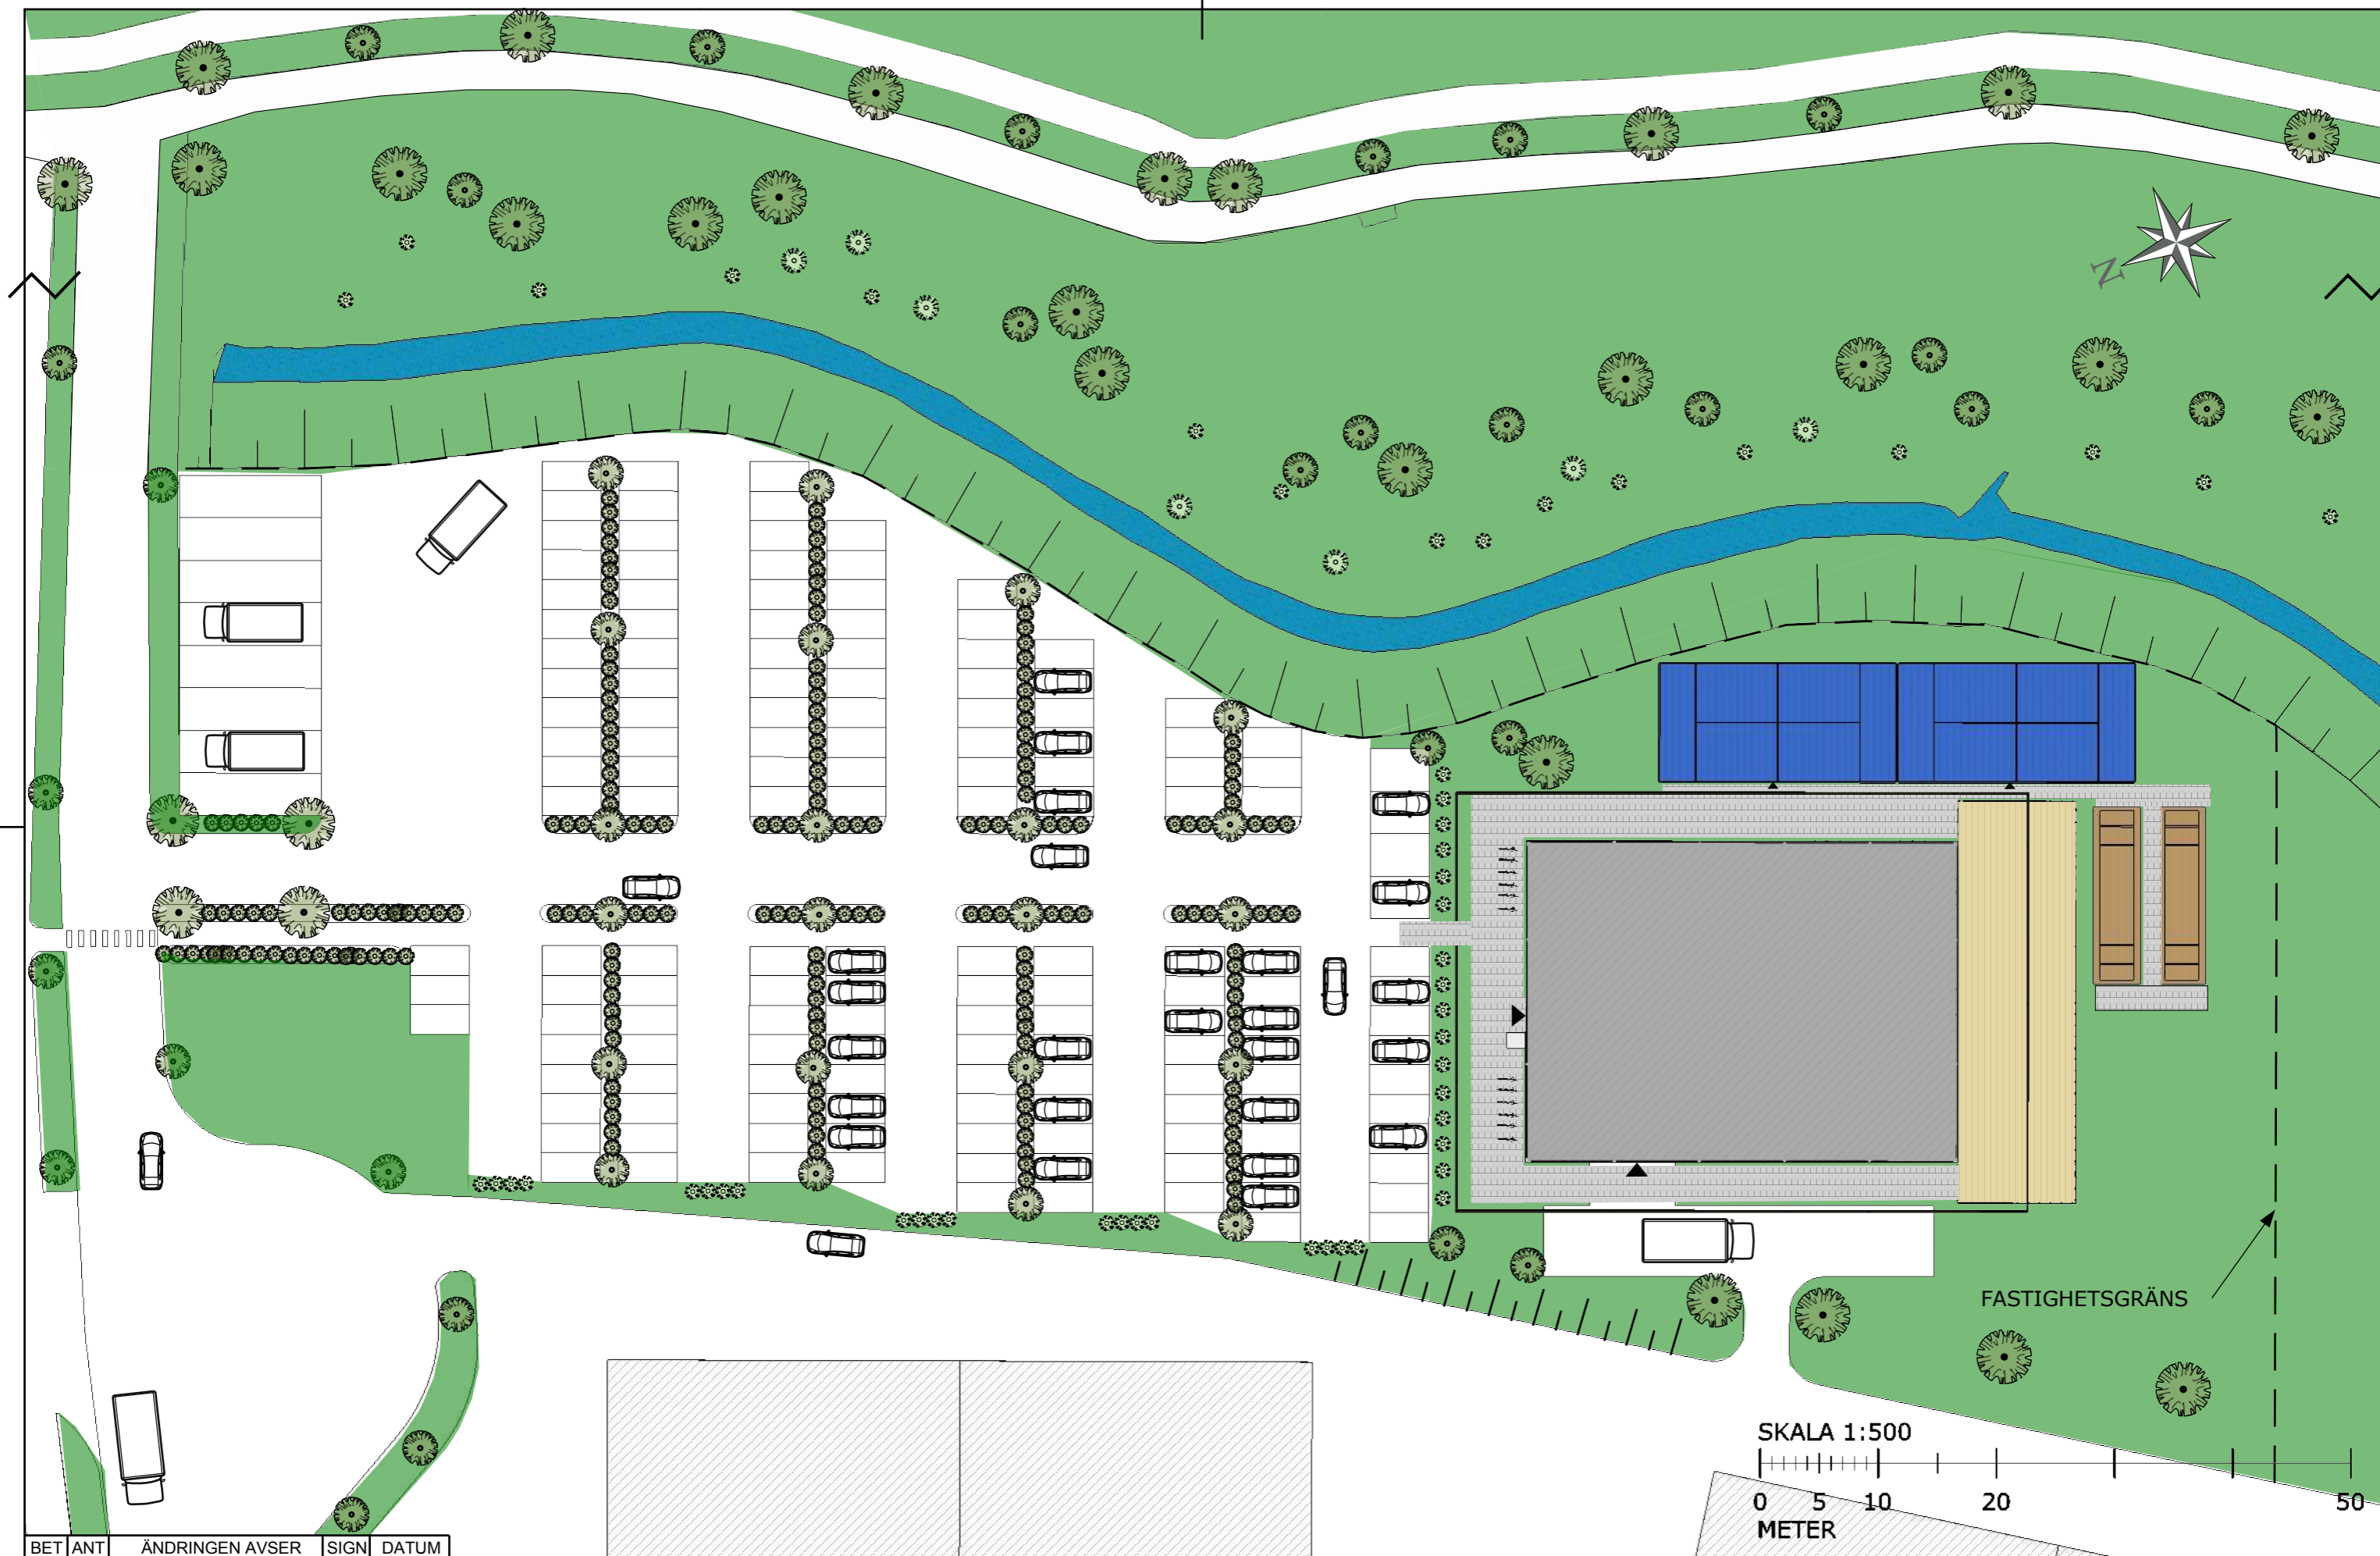 N
FASTIGHETSGRÄNS
SKALA 1:500
0 5 10 20 50
METER
BET ANT ÄNDRINGEN AVSER SIGN DATUM